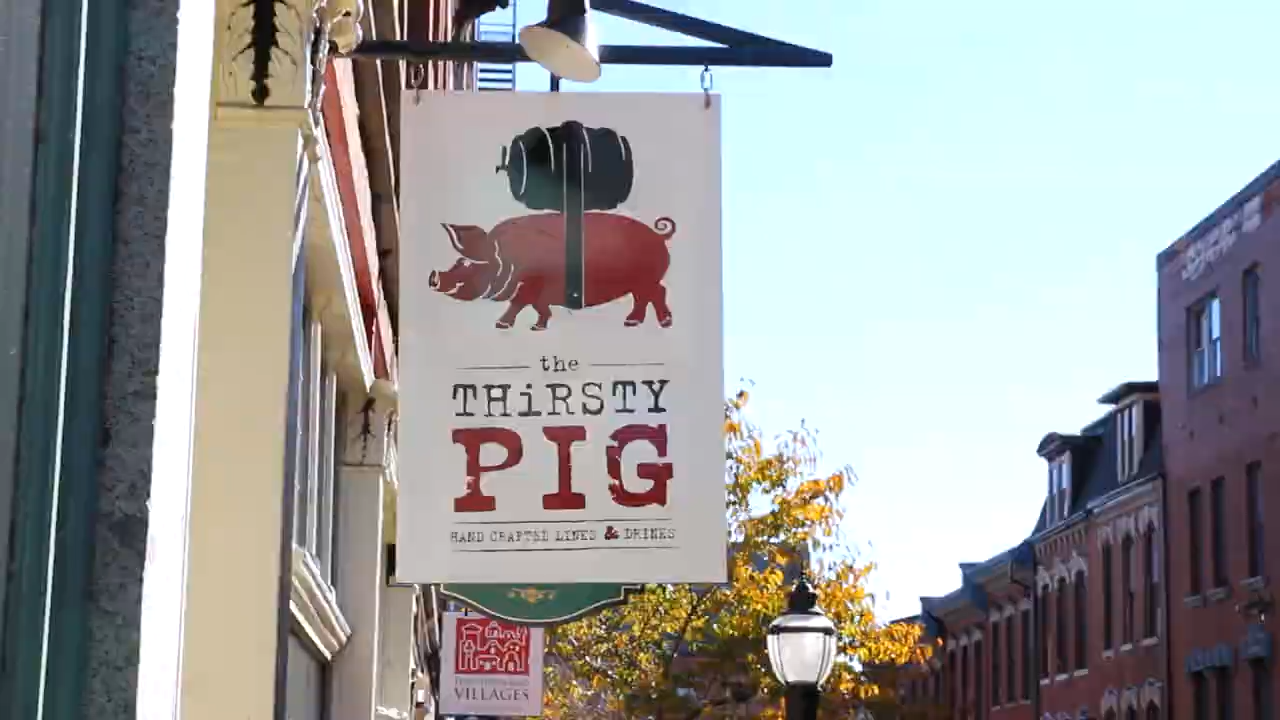 the
THiRSTY
PIG
HAND CRAFTED LINKS & DRINKS
VILLAGES